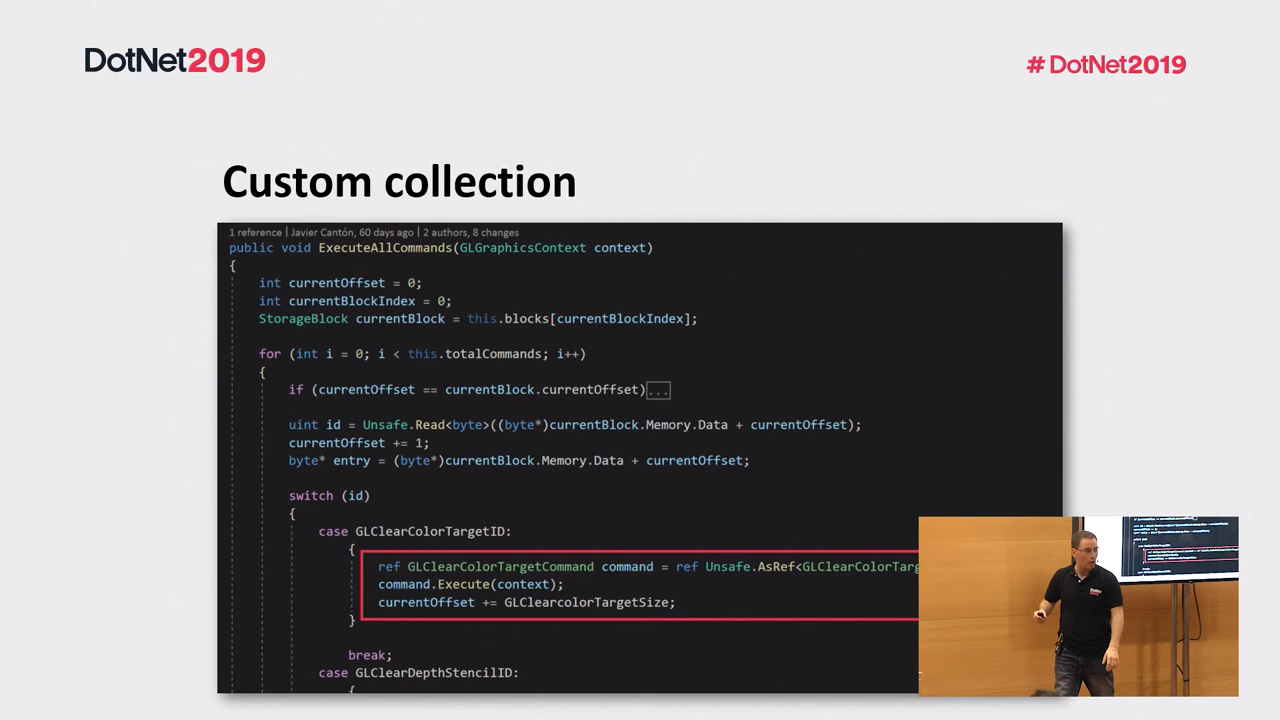 DotNet2019
# DotNet2019
Custom collection
1 reference | Javier Cantón, 60 days ago | 2 authors, 8 changes
public void ExecuteAllCommands(GLGraphicsContext context)
{
int currentOffset = 0;
int currentBlockIndex = 0;
StorageBlock currentBlock = this.blocks[currentBlockIndex];
for (int i = 0; i < this.totalCommands; i++)
{
if (currentOffset == currentBlock.currentOffset)...
uint id = Unsafe.Read<byte>((byte*)currentBlock.Memory.Data + currentOffset);
currentOffset += 1;
byte* entry = (byte*)currentBlock.Memory.Data + currentOffset;
switch (id)
{
case GLClearColorTargetID:
{
ref GLClearColorTargetCommand command = ref Unsafe.AsRef<GLClearColorTarg
command.Execute(context);
currentOffset += GLClearcolorTargetSize;
}
break;
case GLClearDepthStencilID:
{